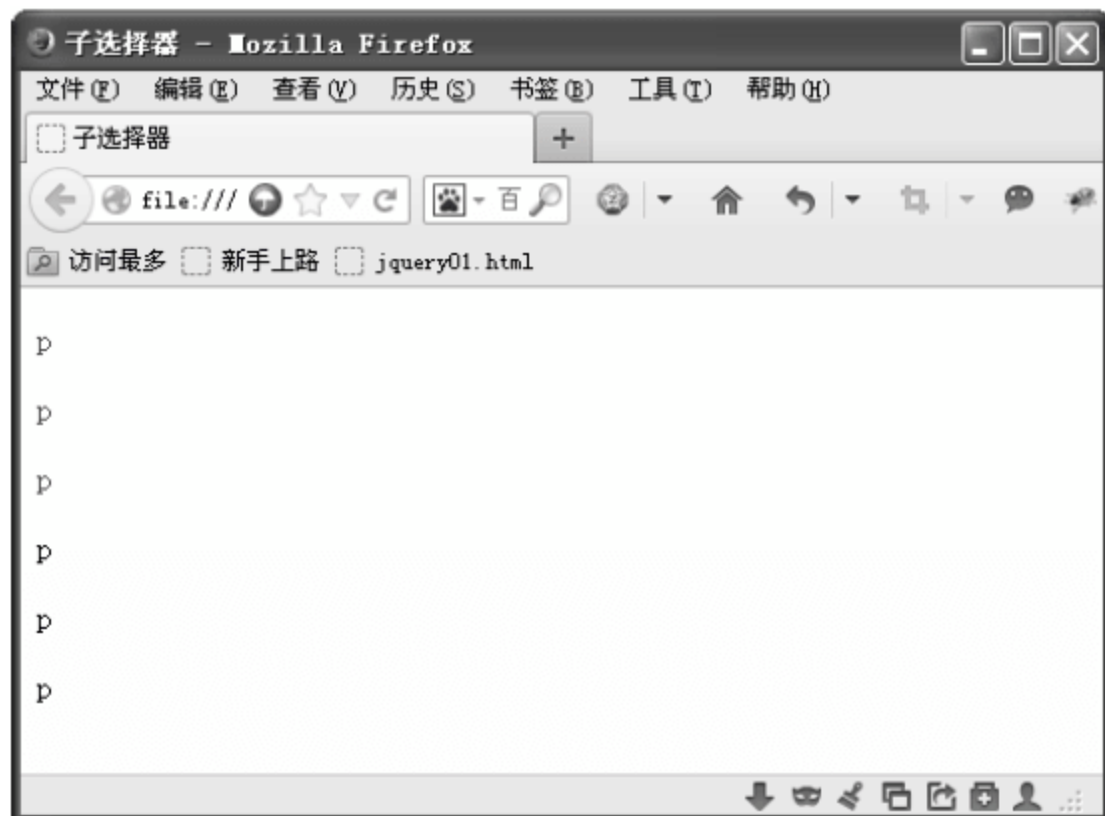 子选择器 - Mozilla Firefox
文件(F) 编辑(E) 查看(V) 历史(S) 书签(B) 工具(T) 帮助(H)
子选择器 +
file:/// 百
访问最多 新手上路 jquery01.html
p
p
p
p
p
p